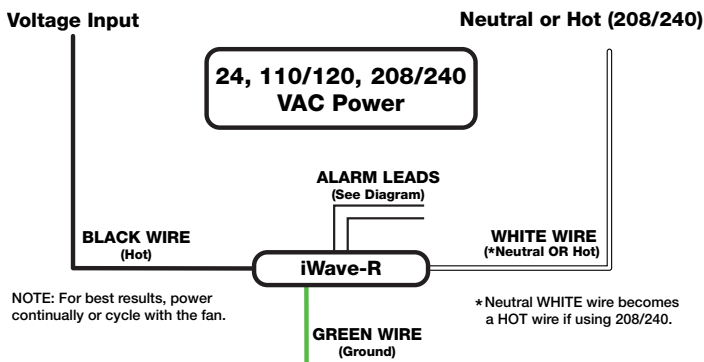 Voltage Input
Neutral or Hot (208/240)
24, 110/120, 208/240
VAC Power
ALARM LEADS
(See Diagram)
BLACK WIRE
(Hot)
WHITE WIRE
(*Neutral OR Hot)
iWave-R
NOTE: For best results, power
continually or cycle with the fan.
*Neutral WHITE wire becomes
a HOT wire if using 208/240.
GREEN WIRE
(Ground)